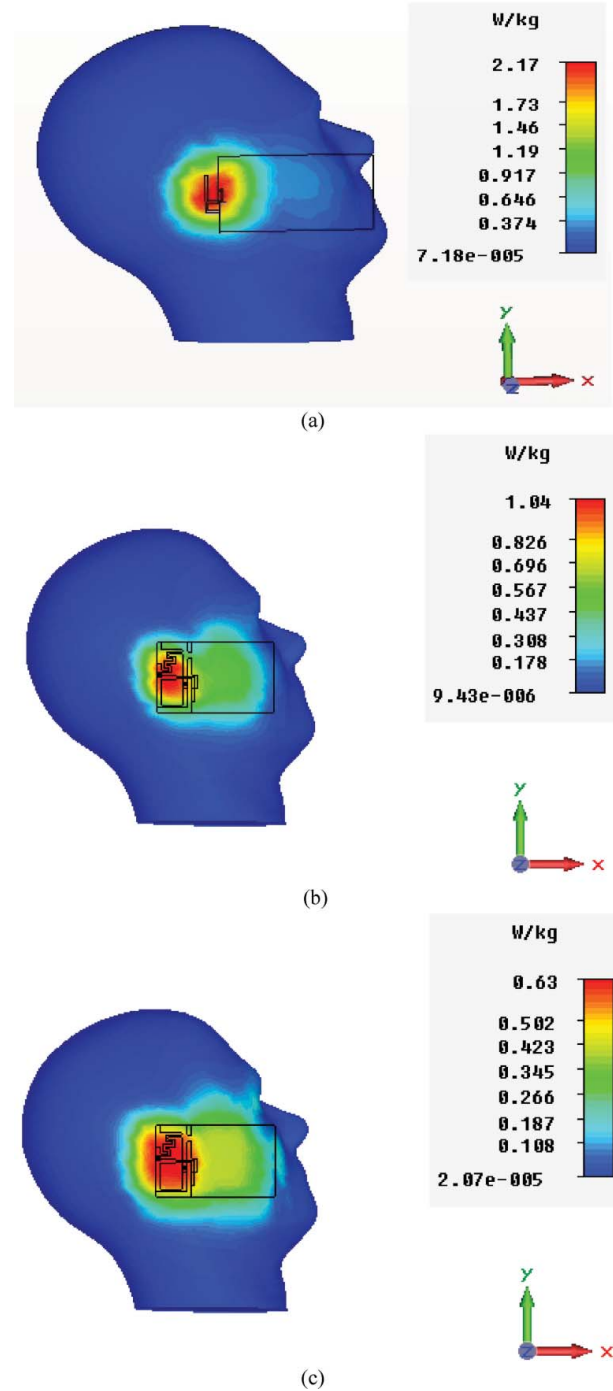 W/kg
2.17
1.73
1.46
1.19
0.917
0.646
0.374
7.18e-005
Y
X
Z
(a)
W/kg
1.04
0.826
0.696
0.567
0.437
0.308
0.178
9.43e-006
Y
X
Z
(b)
W/kg
0.63
0.502
0.423
0.345
0.266
0.187
0.108
2.07e-005
Y
X
Z
(c)